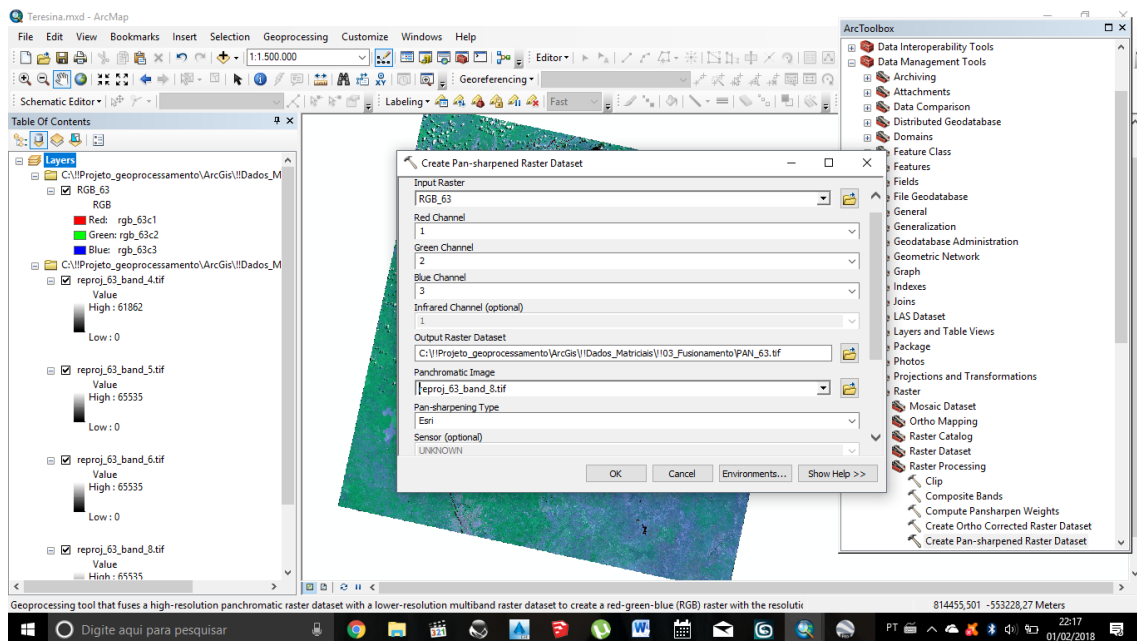 Teresina.mxd - ArcMap
File Edit View Bookmarks Insert Selection Geoprocessing Customize Windows Help
1:1.500.000
Editor
Georeferencing
Schematic Editor
Labeling
Fast
Table Of Contents
Layers
C:\!!Projeto_geoprocessamento\ArcGis\!!Dados_M
RGB_63
RGB
Red: rgb_63c1
Green: rgb_63c2
Blue: rgb_63c3
C:\!!Projeto_geoprocessamento\ArcGis\!!Dados_M
reproj_63_band_4.tif
Value
High : 61862
Low : 0
reproj_63_band_5.tif
Value
High : 65535
Low : 0
reproj_63_band_6.tif
Value
High : 65535
Low : 0
reproj_63_band_8.tif
Value
High : 65535
Create Pan-sharpened Raster Dataset
Input Raster
RGB_63
Red Channel
1
Green Channel
2
Blue Channel
3
Infrared Channel (optional)
1
Output Raster Dataset
C:\!!Projeto_geoprocessamento\ArcGis\!!Dados_Matriciais\!!03_Fusionamento\PAN_63.tif
Panchromatic Image
reproj_63_band_8.tif
Pan-sharpening Type
Esri
Sensor (optional)
UNKNOWN
OK Cancel Environments... Show Help >>
ArcToolbox
Data Interoperability Tools
Data Management Tools
Archiving
Attachments
Data Comparison
Distributed Geodatabase
Domains
Feature Class
Features
Fields
File Geodatabase
General
Generalization
Geodatabase Administration
Geometric Network
Graph
Indexes
Joins
LAS Dataset
Layers and Table Views
Package
Photos
Projections and Transformations
Raster
Mosaic Dataset
Ortho Mapping
Raster Catalog
Raster Dataset
Raster Processing
Clip
Composite Bands
Compute Pansharpen Weights
Create Ortho Corrected Raster Dataset
Create Pan-sharpened Raster Dataset
Geoprocessing tool that fuses a high-resolution panchromatic raster dataset with a lower-resolution multiband raster dataset to create a red-green-blue (RGB) raster with the resolutic
814455,501 -553228,27 Meters
Digite aqui para pesquisar
PT
22:17
01/02/2018